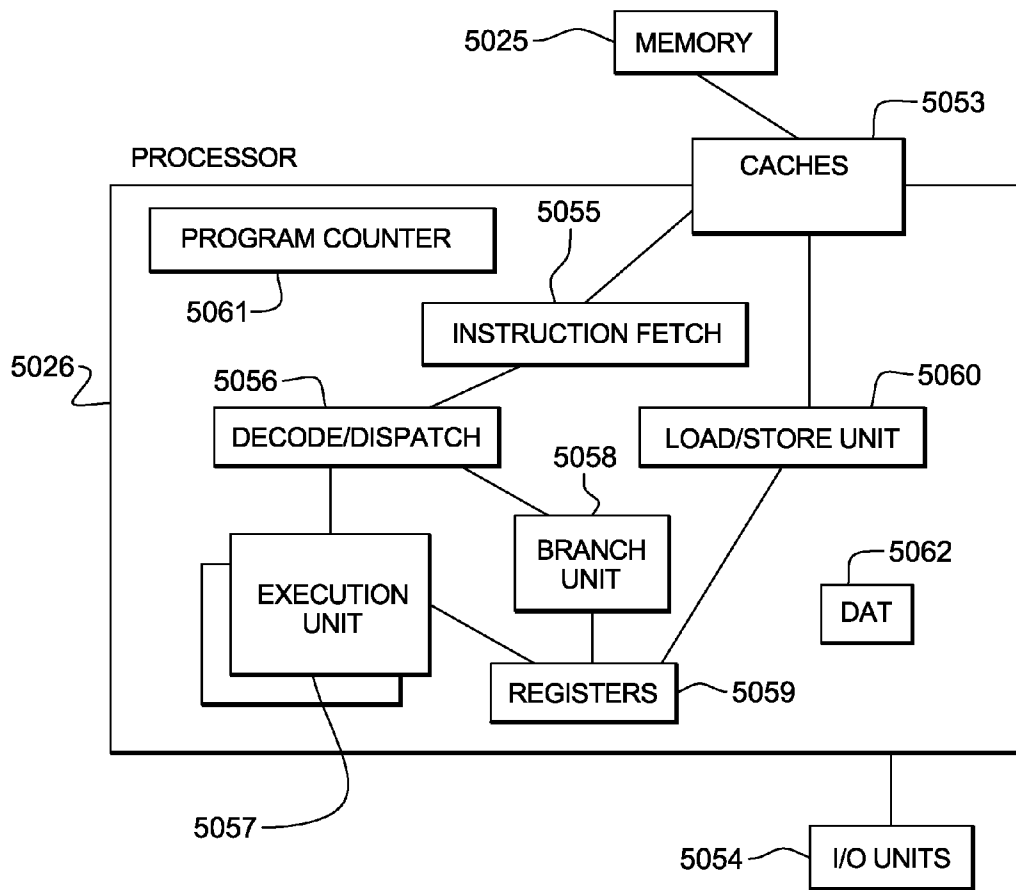 5025
MEMORY
5053
PROCESSOR
CACHES
5055
PROGRAM COUNTER
5061
INSTRUCTION FETCH
5026
5056
5060
DECODE/DISPATCH
LOAD/STORE UNIT
5058
BRANCH
UNIT
5062
EXECUTION
UNIT
DAT
REGISTERS
5059
5057
5054
I/O UNITS